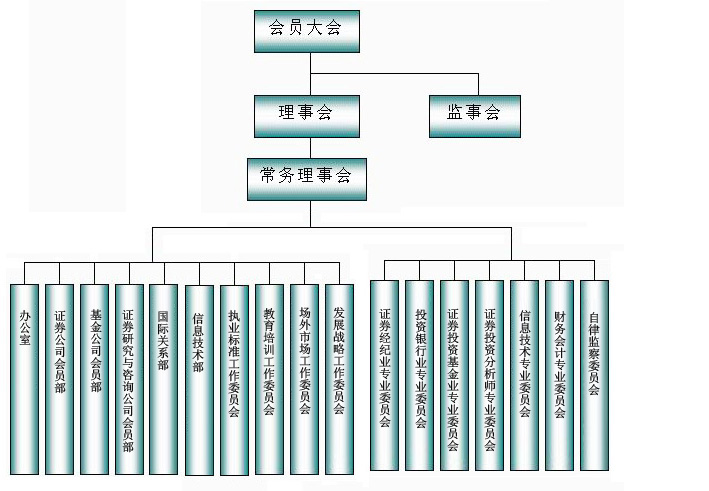 会员大会
理事会
监事会
常务理事会
办公室
证券公司会员部
基金公司会员部
证券研究与咨询公司会员部
国际关系部
信息技术部
执业标准工作委员会
教育培训工作委员会
场外市场工作委员会
发展战略工作委员会
证券经纪业专业委员会
投资银行业专业委员会
证券投资基金业专业委员会
证券投资分析师专业委员会
信息技术专业委员会
财务会计专业委员会
自律监察委员会